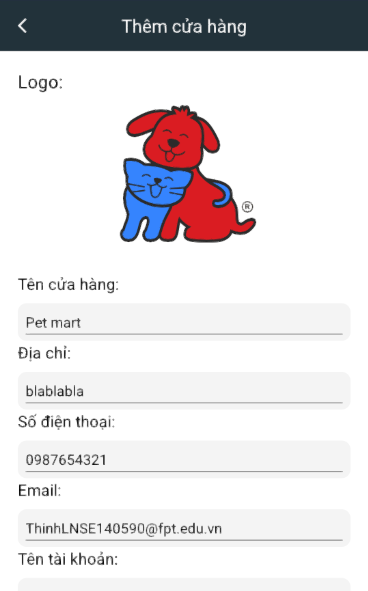 Thêm cửa hàng
Logo:
®
Tên cửa hàng:
Pet mart
Địa chỉ:
blablabla
Số điện thoại:
0987654321
Email:
ThinhLNSE140590@fpt.edu.vn
Tên tài khoản: